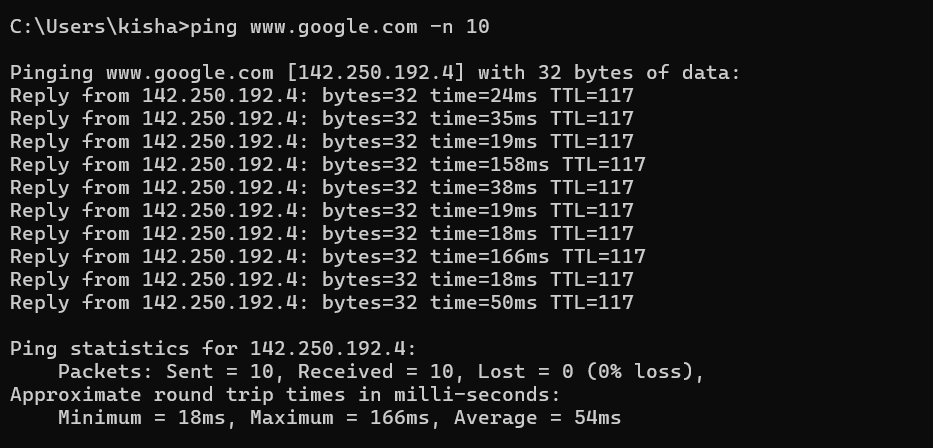 C:\Users\kisha>ping www.google.com -n 10
Pinging www.google.com [142.250.192.4] with 32 bytes of data:
Reply from 142.250.192.4: bytes=32 time=24ms TTL=117
Reply from 142.250.192.4: bytes=32 time=35ms TTL=117
Reply from 142.250.192.4: bytes=32 time=19ms TTL=117
Reply from 142.250.192.4: bytes=32 time=158ms TTL=117
Reply from 142.250.192.4: bytes=32 time=38ms TTL=117
Reply from 142.250.192.4: bytes=32 time=19ms TTL=117
Reply from 142.250.192.4: bytes=32 time=18ms TTL=117
Reply from 142.250.192.4: bytes=32 time=166ms TTL=117
Reply from 142.250.192.4: bytes=32 time=18ms TTL=117
Reply from 142.250.192.4: bytes=32 time=50ms TTL=117
Ping statistics for 142.250.192.4:
    Packets: Sent = 10, Received = 10, Lost = 0 (0% loss),
Approximate round trip times in milli-seconds:
    Minimum = 18ms, Maximum = 166ms, Average = 54ms